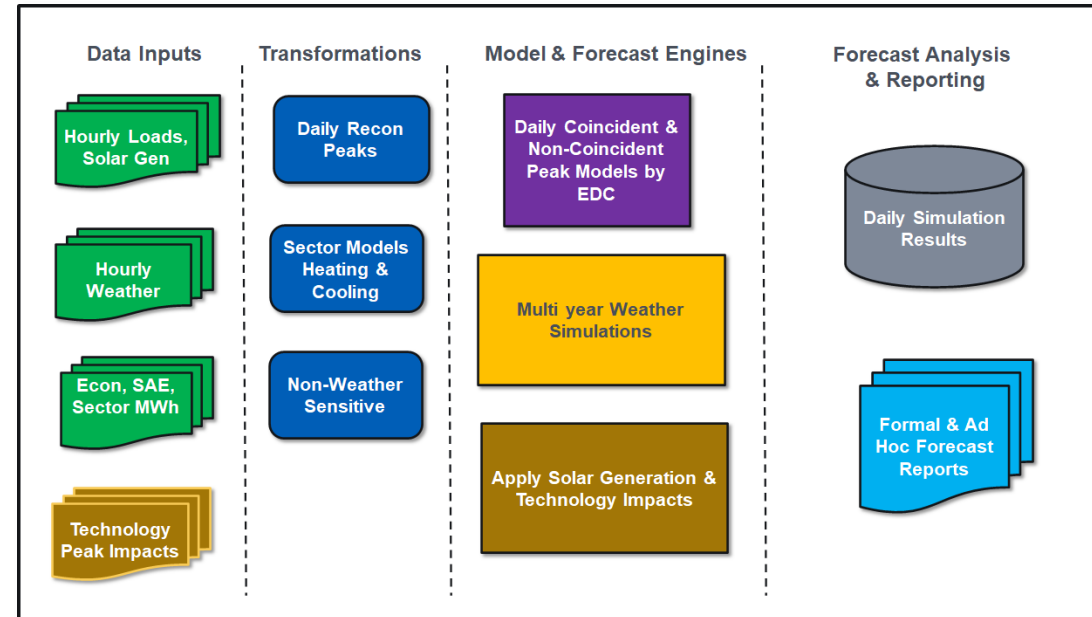 Data Inputs
Transformations
Model & Forecast Engines
Forecast Analysis
& Reporting
Hourly Loads,
Solar Gen
Hourly
Weather
Econ, SAE,
Sector MWh
Technology
Peak Impacts
Daily Recon
Peaks
Sector Models
Heating &
Cooling
Non-Weather
Sensitive
Daily Coincident &
Non-Coincident
Peak Models by
EDC
Multi year Weather
Simulations
Apply Solar Generation &
Technology Impacts
Daily Simulation
Results
Formal & Ad
Hoc Forecast
Reports